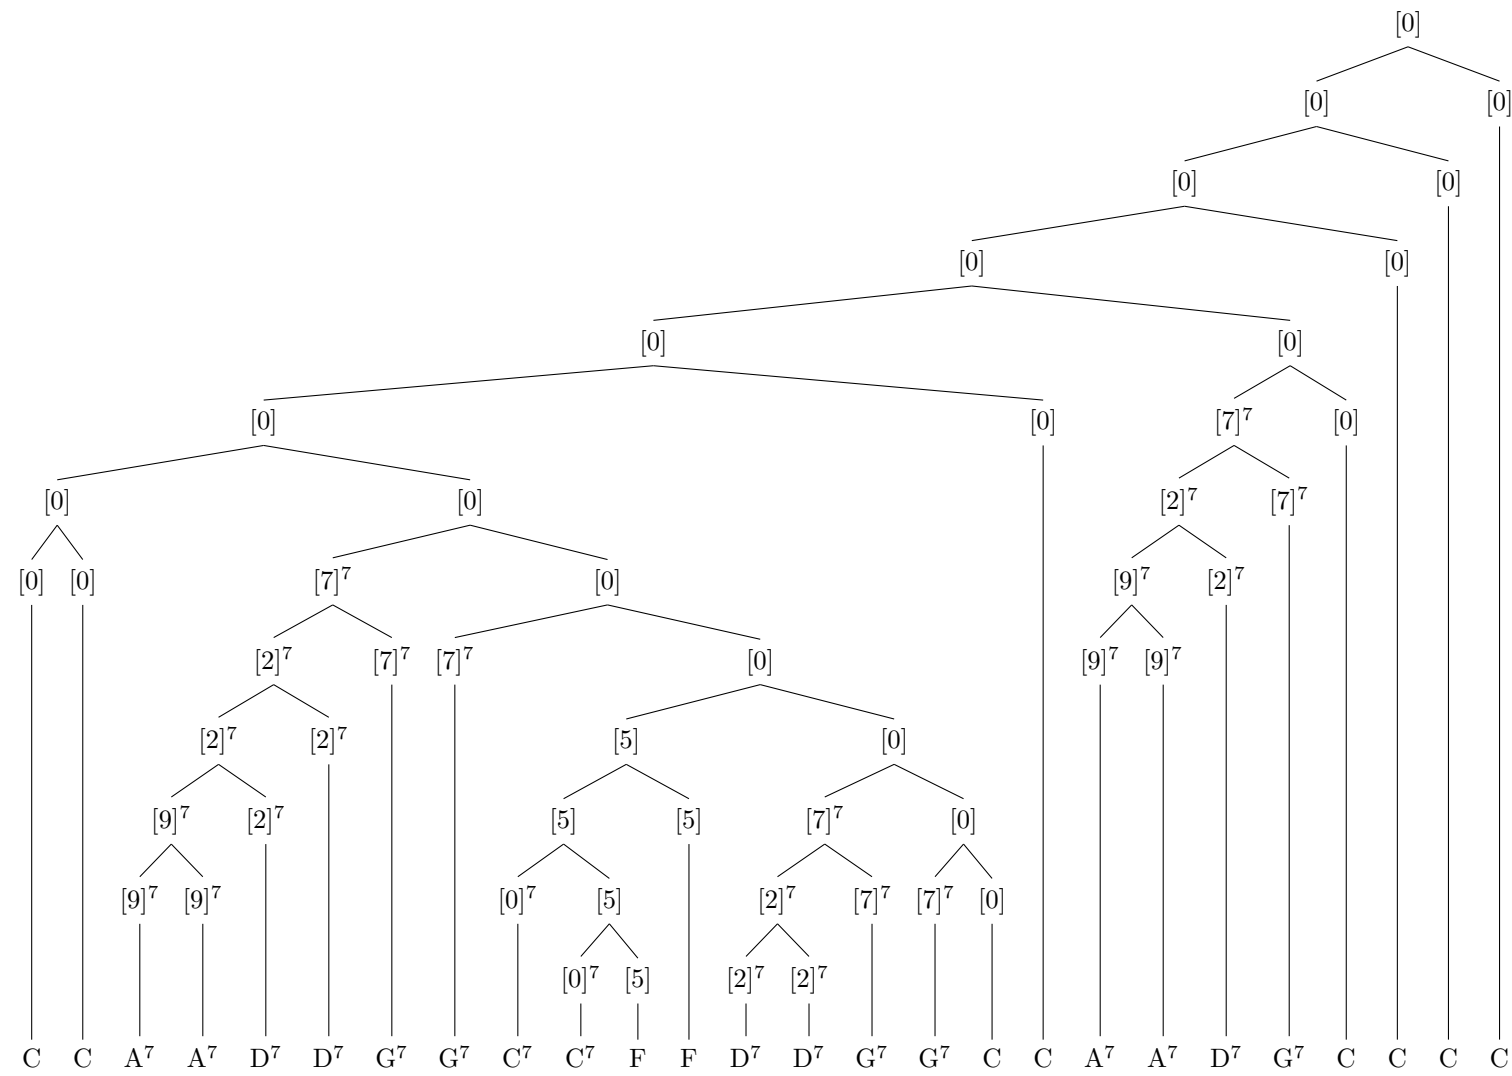 [0]
[0] [0]
[0] [0]
[0] [0]
[0] [0]
[0] [0] [7]⁷ [0]
[0] [0] [2]⁷ [7]⁷
[0] [0] [7]⁷ [0] [9]⁷ [2]⁷
[2]⁷ [7]⁷ [7]⁷ [0] [9]⁷ [9]⁷
[2]⁷ [2]⁷ [5] [0]
[9]⁷ [2]⁷ [5] [5] [7]⁷ [0]
[9]⁷ [9]⁷ [0]⁷ [5] [2]⁷ [7]⁷ [7]⁷ [0]
[0]⁷ [5] [2]⁷ [2]⁷
C C A⁷ A⁷ D⁷ D⁷ G⁷ G⁷ C⁷ C⁷ F F D⁷ D⁷ G⁷ G⁷ C C A⁷ A⁷ D⁷ G⁷ C C C C